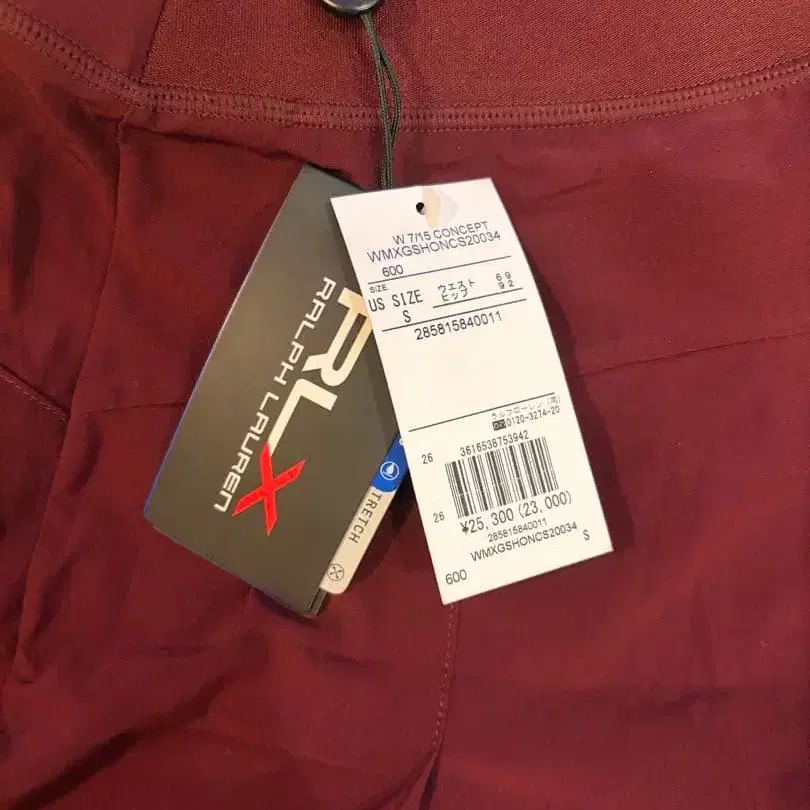 W 7/15 CONCEPT
WMXGSHONCS20034
600
SIZE
US SIZE
S
ウエスト 69
ヒップ 92
285815840011
ラルフローレン(株)
0120-3274-20
26
3616538753942
26
¥25,300(23,000)
285815840011
WMXGSHONCS20034
S
600
RLX
RALPH LAUREN
TRETCH